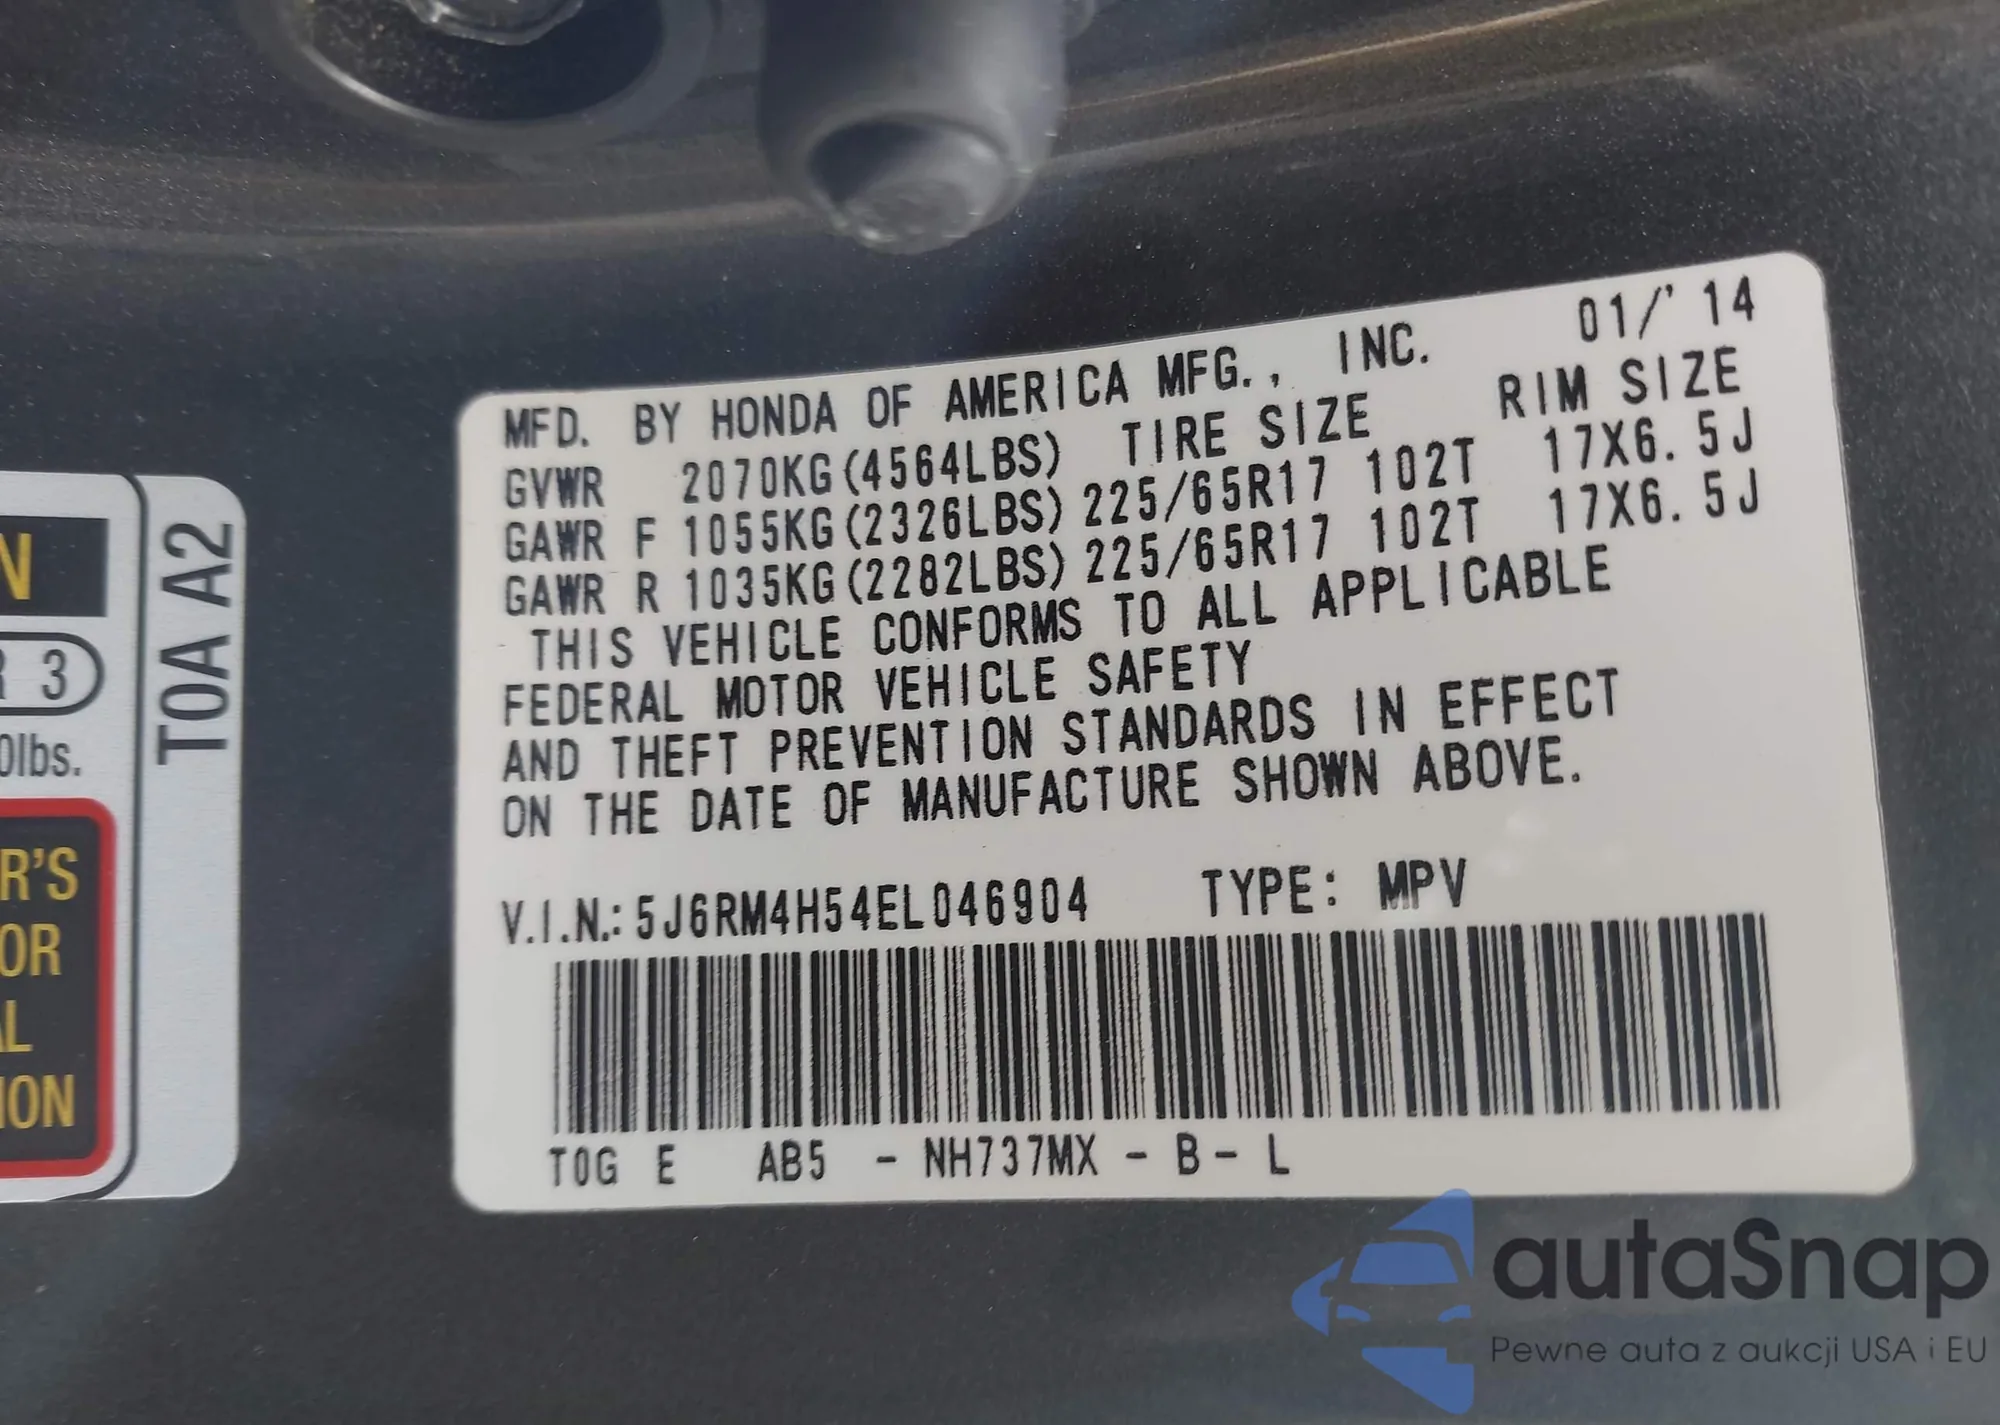 MFD. BY HONDA OF AMERICA MFG., INC. 01/'14
GVWR 2070KG(4564LBS) TIRE SIZE RIM SIZE
GAWR F 1055KG(2326LBS) 225/65R17 102T 17X6.5J
GAWR R 1035KG(2282LBS) 225/65R17 102T 17X6.5J
THIS VEHICLE CONFORMS TO ALL APPLICABLE
FEDERAL MOTOR VEHICLE SAFETY
AND THEFT PREVENTION STANDARDS IN EFFECT
ON THE DATE OF MANUFACTURE SHOWN ABOVE.
V.I.N.: 5J6RM4H54EL046904 TYPE: MPV
T0G E AB5 - NH737MX - B - L
N
R 3
0lbs.
R'S
OR
AL
ION
T0A A2
autaSnap
Pewne auta z aukcji USA i EU